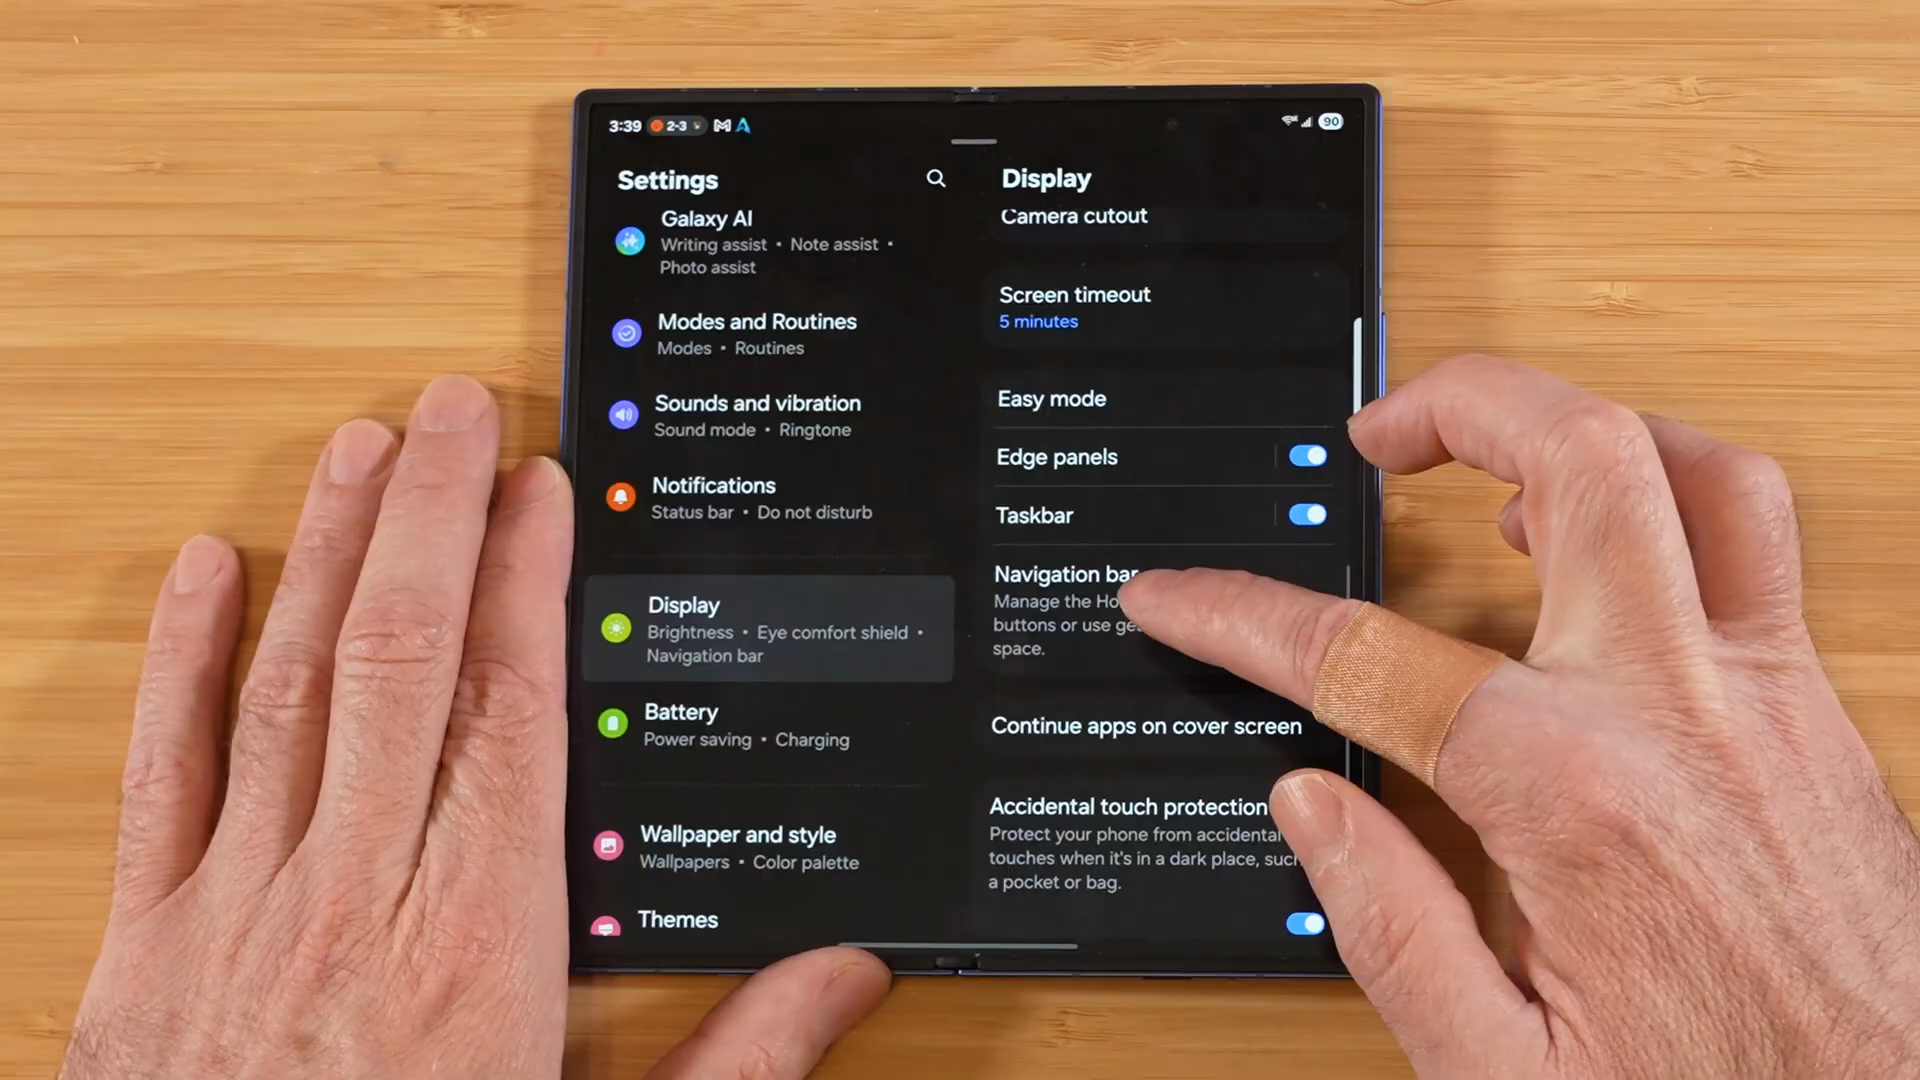 3:39 2-3
90
Settings
Galaxy AI
Writing assist • Note assist •
Photo assist
Modes and Routines
Modes • Routines
Sounds and vibration
Sound mode • Ringtone
Notifications
Status bar • Do not disturb
Display
Brightness • Eye comfort shield •
Navigation bar
Battery
Power saving • Charging
Wallpaper and style
Wallpapers • Color palette
Themes
Display
Camera cutout
Screen timeout
5 minutes
Easy mode
Edge panels
Taskbar
Navigation bar
Manage the
buttons or use
space.
Continue apps on cover screen
Accidental touch protection
Protect your phone from accidental
touches when it's in a dark place, such
a pocket or bag.